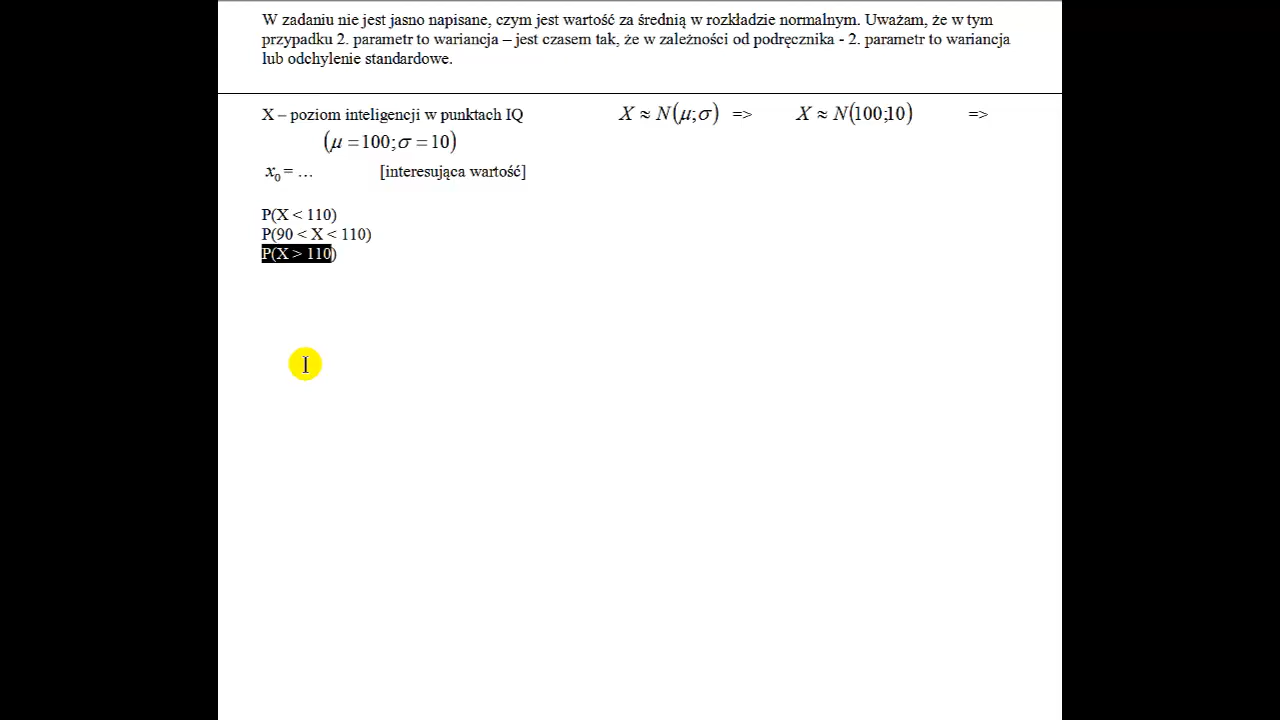 W zadaniu nie jest jasno napisane, czym jest wartość za średnią w rozkładzie normalnym. Uważam, że w tym
przypadku 2. parametr to wariancja – jest czasem tak, że w zależności od podręcznika - 2. parametr to wariancja
lub odchylenie standardowe.
X – poziom inteligencji w punktach IQ X ≈ N(μ;σ) => X ≈ N(100;10) =>
(μ = 100; σ = 10)
x₀ = … [interesująca wartość]
P(X < 110)
P(90 < X < 110)
P(X > 110)